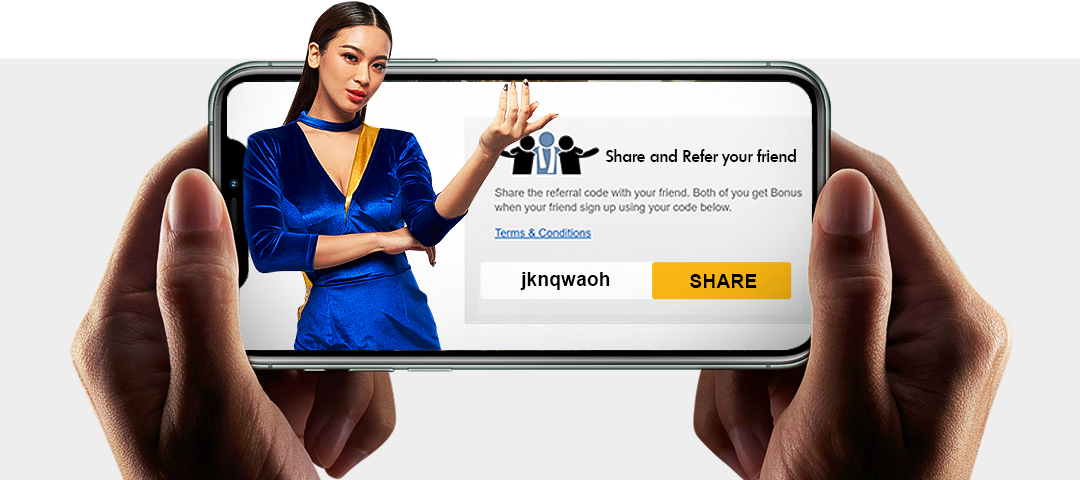 Share and Refer your friend
Share the referral code with your friend. Both of you get Bonus
when your friend sign up using your code below.
Terms & Conditions
jknqwaoh
SHARE